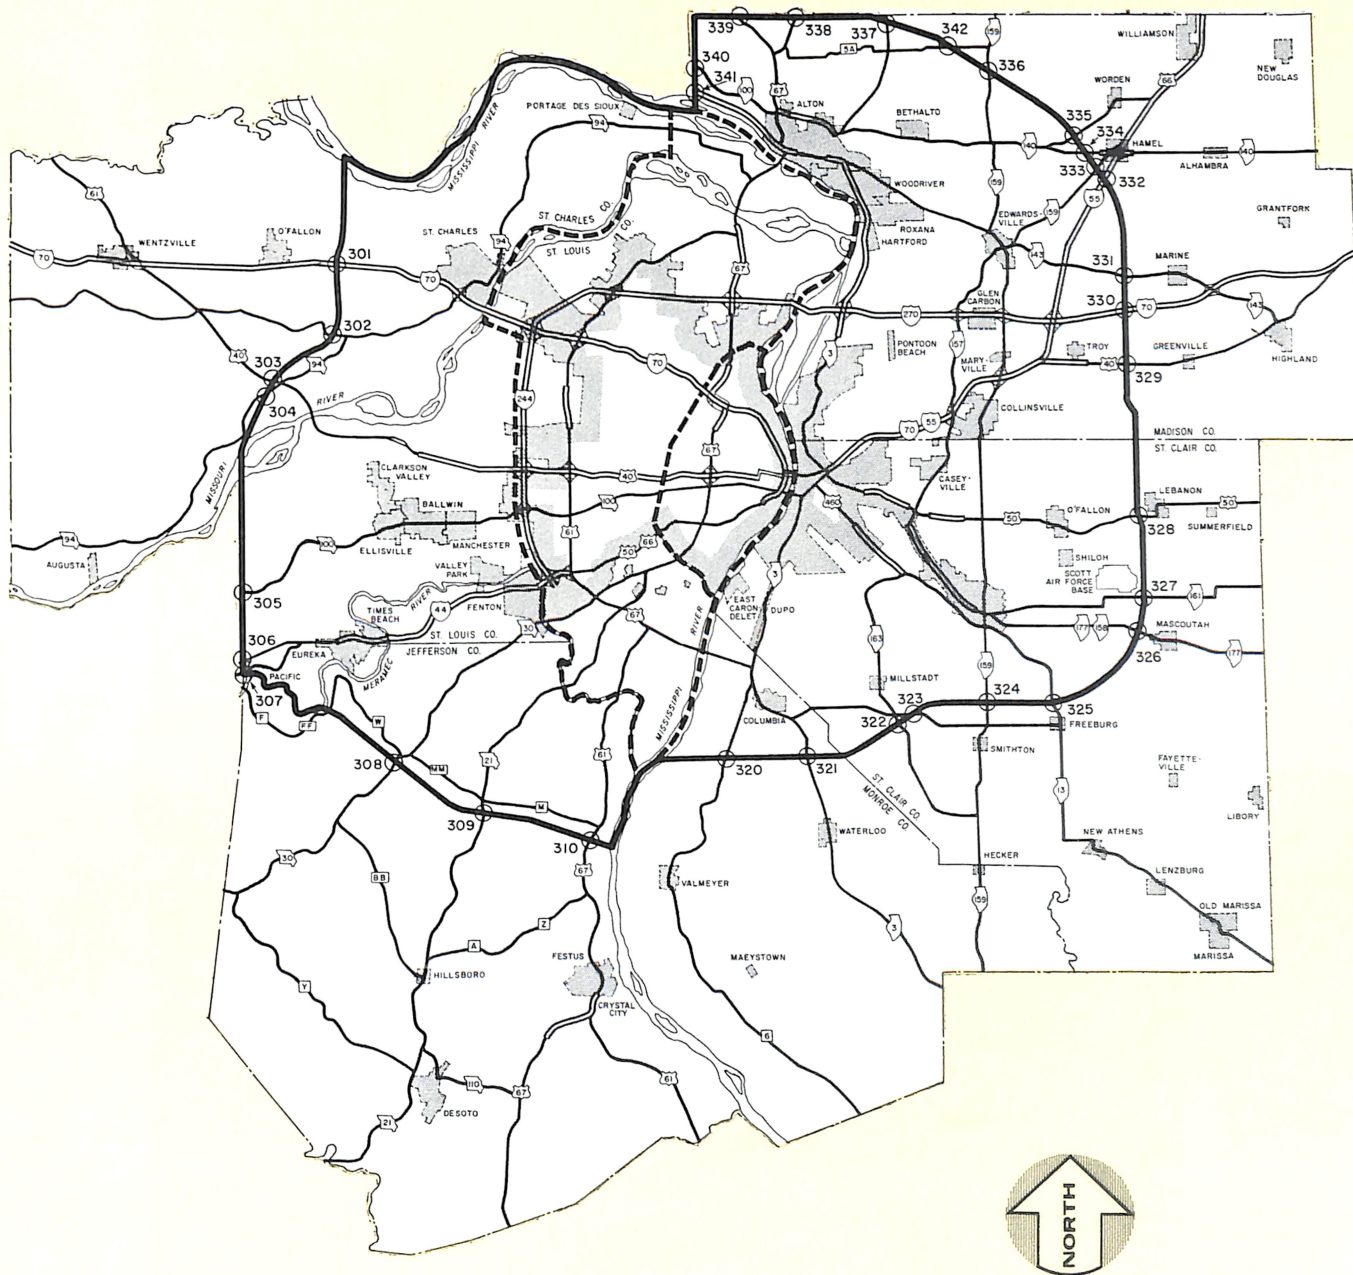 339
338
337
342
159
WILLIAMSON
5A
340
336
66
NEW
DOUGLAS
341
100
67
WORDEN
RIVER
PORTAGE DES SIOUX
ALTON
BETHALTO
335
94
334
MISSISSIPPI
140
HAMEL
ALHAMBRA
140
333
61
159
332
WOODRIVER
55
ST. CHARLES CO.
EDWARDS-
VILLE
159
GRANTFORK
WENTZVILLE
O'FALLON
ST. CHARLES
94
CO.
ROXANA
HARTFORD
ST. LOUIS
70
301
143
331
MARINE
67
70
GLEN
CARBON
330
70
143
270
302
PONTOON
BEACH
157
TROY
GREENVILLE
HIGHLAND
3
MARY-
VILLE
40
40
303
94
70
329
304
RIVER
244
55
COLLINSVILLE
70
MADISON CO.
ST. CLAIR CO.
67
MISSOURI
CLARKSON
VALLEY
40
CASEY-
VILLE
LEBANON
BALLWIN
100
460
O'FALLON
50
50
SUMMERFIELD
328
94
100
61
ELLISVILLE
MANCHESTER
66
50
SHILOH
AUGUSTA
VALLEY
PARK
3
SCOTT
AIR FORCE
BASE
327
305
RIVER
EAST
CARON
DELET
DUPO
161
TIMES
BEACH
44
FENTON
67
RIVER
177
158
MASCOUTAH
ST. LOUIS CO.
30
163
326
306
EUREKA
JEFFERSON CO.
159
177
PACIFIC
MERAMEC
MILLSTADT
307
MISSISSIPPI
323
324
325
F
FF
W
COLUMBIA
322
FREEBURG
SMITHTON
61
308
MM
21
320
321
FAYETTE-
VILLE
ST. CLAIR CO.
MONROE CO.
13
M
309
LIBORY
310
WATERLOO
NEW ATHENS
30
67
HECKER
BB
VALMEYER
LENZBURG
159
OLD MARISSA
Z
3
A
MARISSA
FESTUS
MAEYSTOWN
HILLSBORO
Y
CRYSTAL
CITY
6
61
110
67
DESOTO
21
NORTH